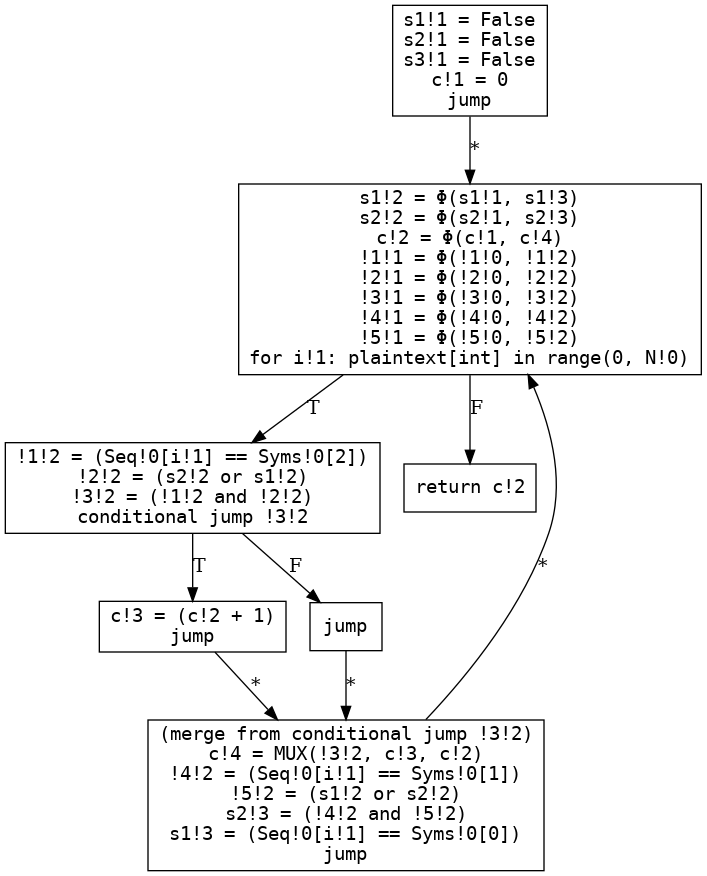 s1!1 = False
s2!1 = False
s3!1 = False
c!1 = 0
jump
*
s1!2 = Φ(s1!1, s1!3)
s2!2 = Φ(s2!1, s2!3)
c!2 = Φ(c!1, c!4)
!1!1 = Φ(!1!0, !1!2)
!2!1 = Φ(!2!0, !2!2)
!3!1 = Φ(!3!0, !3!2)
!4!1 = Φ(!4!0, !4!2)
!5!1 = Φ(!5!0, !5!2)
for i!1: plaintext[int] in range(0, N!0)
T
F
!1!2 = (Seq!0[i!1] == Syms!0[2])
!2!2 = (s2!2 or s1!2)
!3!2 = (!1!2 and !2!2)
conditional jump !3!2
return c!2
T
F
*
c!3 = (c!2 + 1)
jump
jump
*
*
(merge from conditional jump !3!2)
c!4 = MUX(!3!2, c!3, c!2)
!4!2 = (Seq!0[i!1] == Syms!0[1])
!5!2 = (s1!2 or s2!2)
s2!3 = (!4!2 and !5!2)
s1!3 = (Seq!0[i!1] == Syms!0[0])
jump